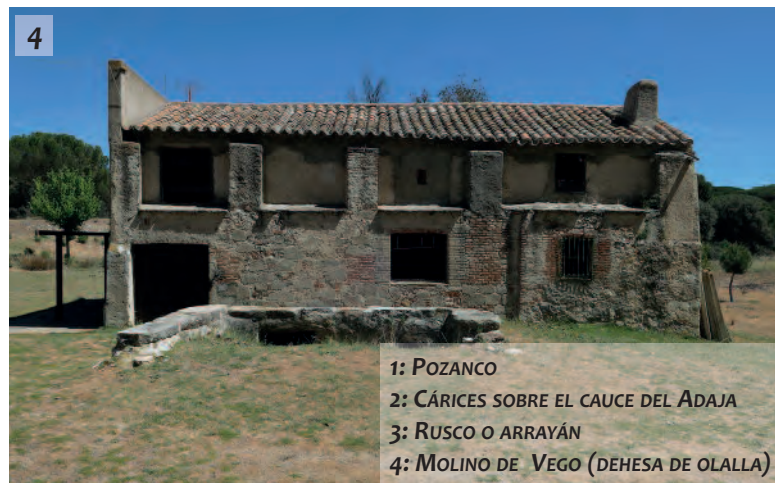 4
1: Pozanco
2: Cárices sobre el cauce del Adaja
3: Rusco o arrayán
4: Molino de Vego (dehesa de olalla)